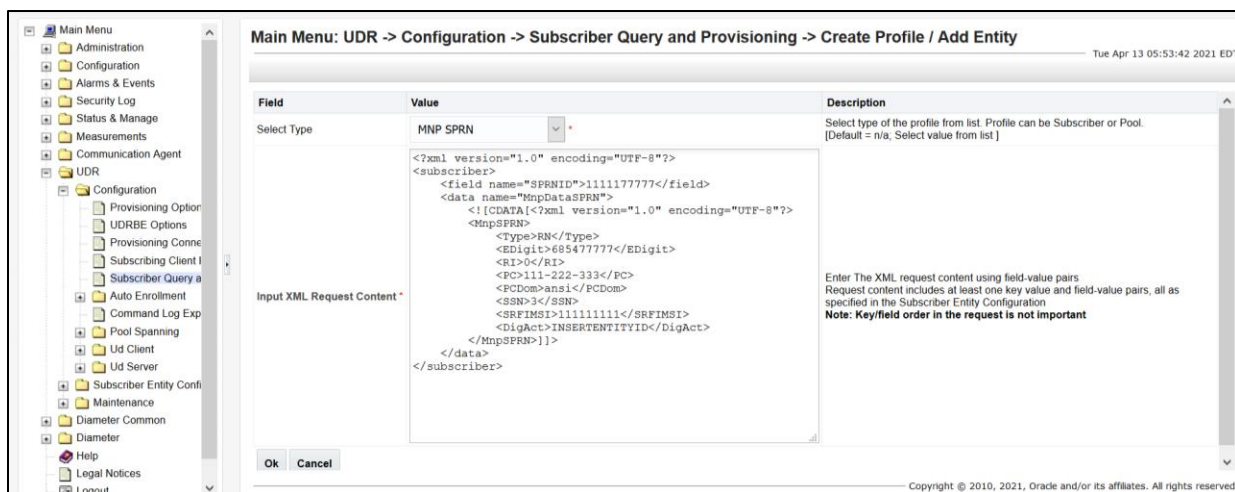 Main Menu
Administration
Configuration
Alarms & Events
Security Log
Status & Manage
Measurements
Communication Agent
UDR
Configuration
Provisioning Option
UDRBE Options
Provisioning Conne
Subscribing Client
Subscriber Query a
Auto Enrollment
Command Log Exp
Pool Spanning
Ud Client
Ud Server
Subscriber Entity Confi
Maintenance
Diameter Common
Diameter
Help
Legal Notices
Logout
Main Menu: UDR -> Configuration -> Subscriber Query and Provisioning -> Create Profile / Add Entity
Tue Apr 13 05:53:42 2021 EDT
Field Value Description
Select Type MNP SPRN *
Select type of the profile from list. Profile can be Subscriber or Pool.
[Default = n/a; Select value from list ]
Input XML Request Content *
<?xml version="1.0" encoding="UTF-8"?>
<subscriber>
<field name="SPRNID">1111177777</field>
<data name="MnpDataSPRN">
<![CDATA[<?xml version="1.0" encoding="UTF-8"?>
<MnpSPRN>
<Type>RN</Type>
<EDigit>685477777</EDigit>
<RI>0</RI>
<PC>111-222-333</PC>
<PCDom>ansi</PCDom>
<SSN>3</SSN>
<SRFIMSI>111111111</SRFIMSI>
<DigAct>INSERTENTITYID</DigAct>
</MnpSPRN>]]>
</data>
</subscriber>
Enter The XML request content using field-value pairs
Request content includes at least one key value and field-value pairs, all as
specified in the Subscriber Entity Configuration
Note: Key/field order in the request is not important
Ok Cancel
Copyright © 2010, 2021, Oracle and/or its affiliates. All rights reserved